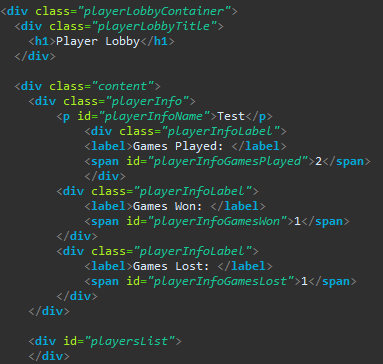 <div class="playerLobbyContainer">
<div class="playerLobbyTitle">
<h1>Player Lobby</h1>
</div>
<div class="content">
<div class="playerInfo">
<p id="playerInfoName">Test</p>
<div class="playerInfoLabel">
<label>Games Played: </label>
<span id="playerInfoGamesPlayed">2</span>
</div>
<div class="playerInfoLabel">
<label>Games Won: </label>
<span id="playerInfoGamesWon">1</span>
</div>
<div class="playerInfoLabel">
<label>Games Lost: </label>
<span id="playerInfoGamesLost">1</span>
</div>
</div>
<div id="playersList">
</div>